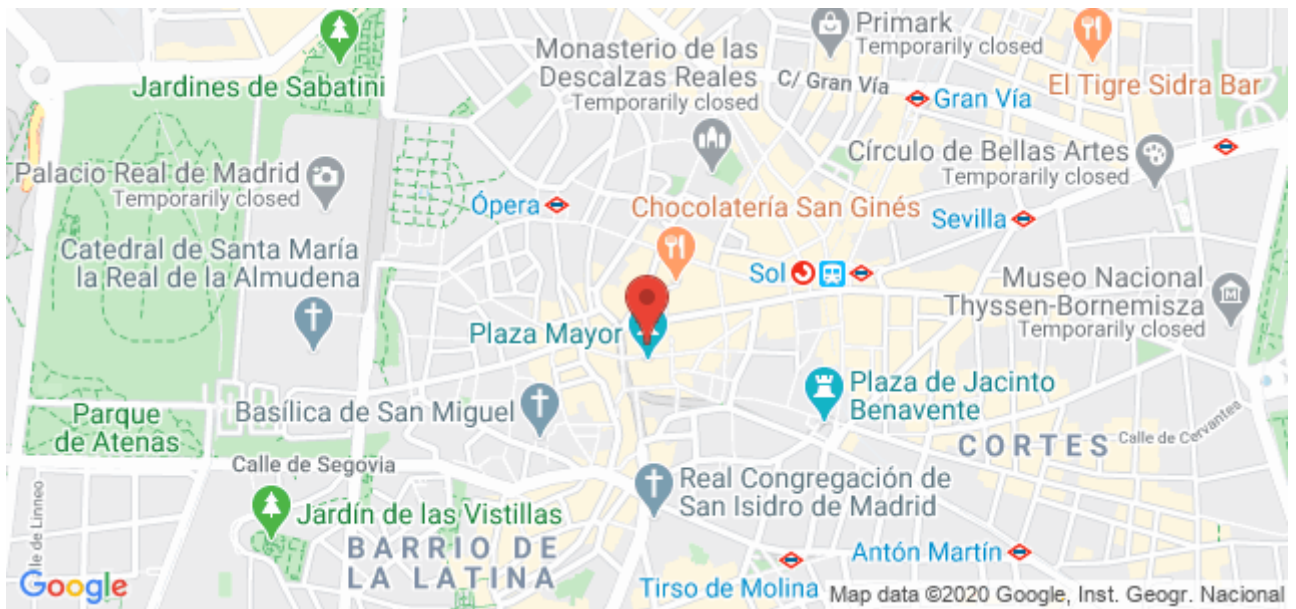 Primark
Temporarily closed
Monasterio de las
Descalzas Reales
Temporarily closed
C/ Gran Vía
Gran Vía
El Tigre Sidra Bar
Jardines de Sabatini
Círculo de Bellas Artes
Temporarily closed
Palacio Real de Madrid
Temporarily closed
Ópera
Chocolatería San Ginés
Sevilla
Catedral de Santa María
la Real de la Almudena
Sol
Museo Nacional
Thyssen-Bornemisza
Temporarily closed
Plaza Mayor
Plaza de Jacinto
Benavente
Basílica de San Miguel
Parque
de Atenas
CORTES
Calle de Cervantes
Calle de Segovia
Real Congregación de
San Isidro de Madrid
Jardín de las Vistillas
BARRIO DE
LA LATINA
lle de Linneo
Antón Martín
Tirso de Molina
Google
Map data ©2020 Google, Inst. Geogr. Nacional